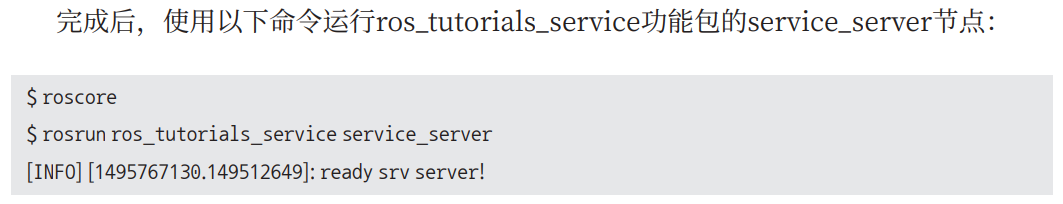 完成后，使用以下命令运行ros_tutorials_service功能包的service_server节点：
$ roscore
$ rosrun ros_tutorials_service service_server
[INFO] [1495767130.149512649]: ready srv server!